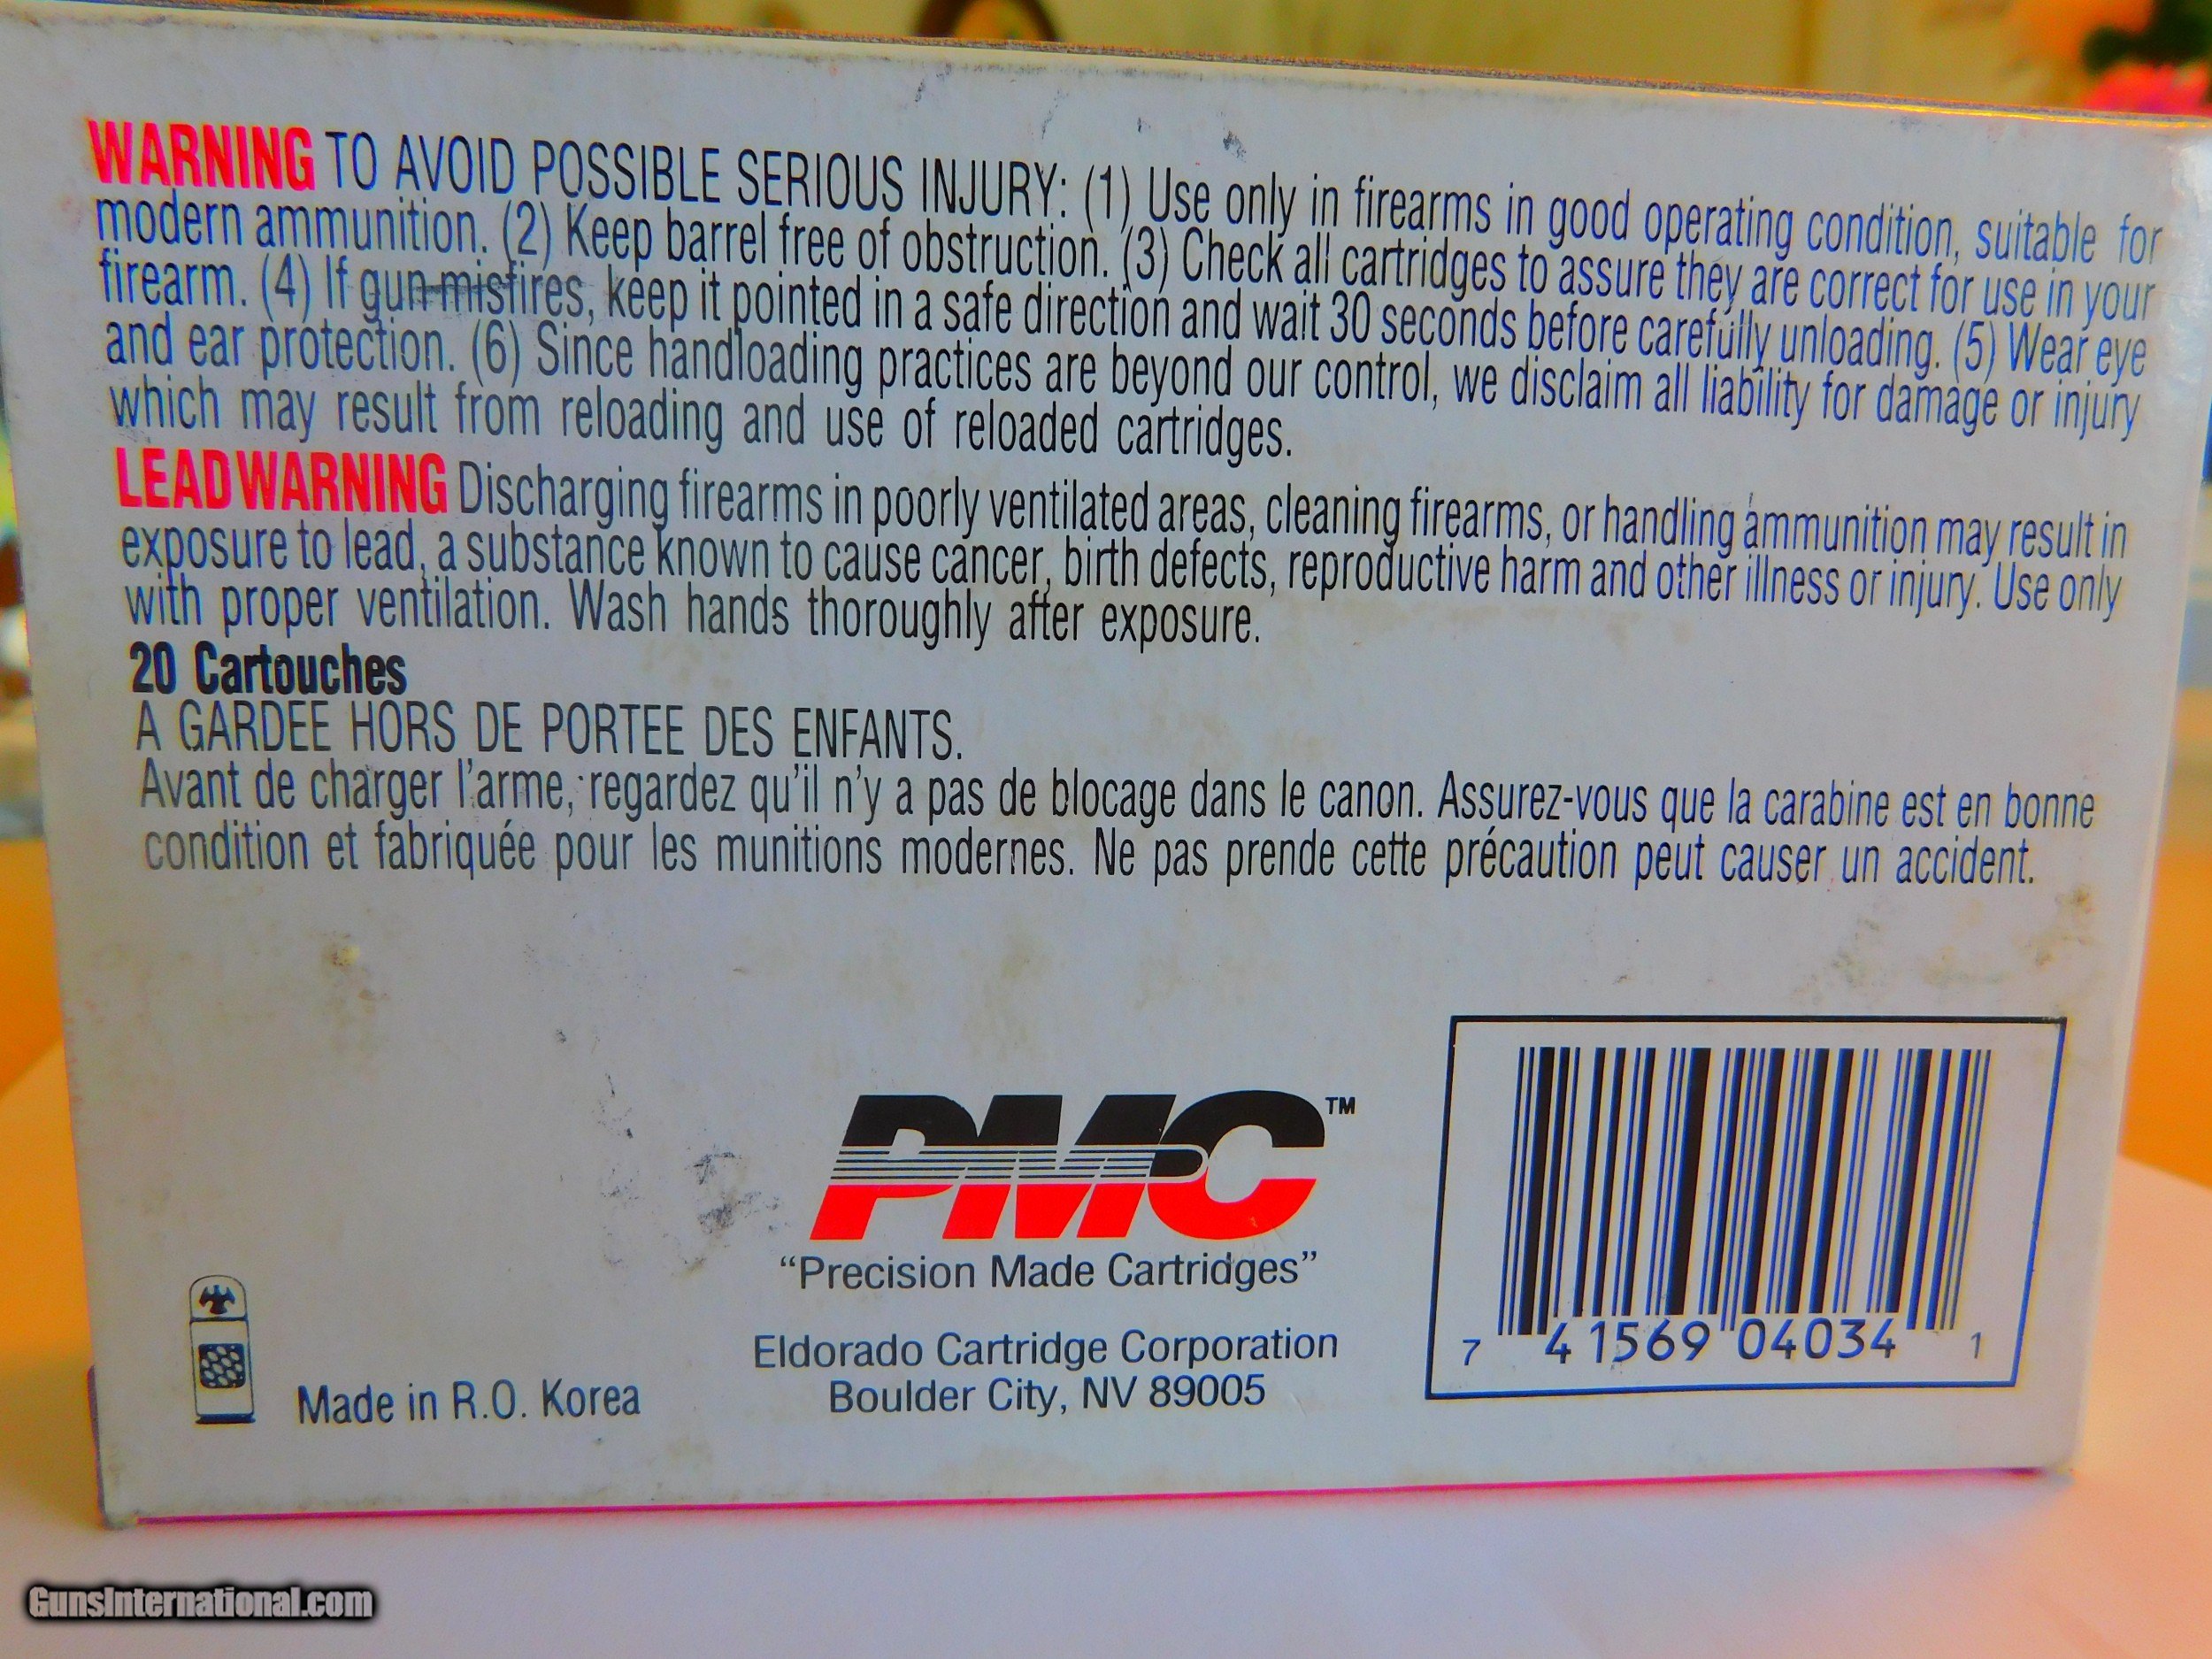 WARNING TO AVOID POSSIBLE SERIOUS INJURY: (1) Use only in firearms in good operating condition, suitable for
modern ammunition. (2) Keep barrel free of obstruction. (3) Check all cartridges to assure they are correct for use in your
firearm. (4) If gun misfires, keep it pointed in a safe direction and wait 30 seconds before carefully unloading. (5) Wear eye
and ear protection. (6) Since handloading practices are beyond our control, we disclaim all liability for damage or injury
which may result from reloading and use of reloaded cartridges.
LEAD WARNING Discharging firearms in poorly ventilated areas, cleaning firearms, or handling ammunition may result in
exposure to lead, a substance known to cause cancer, birth defects, reproductive harm and other illness or injury. Use only
with proper ventilation. Wash hands thoroughly after exposure.
20 Cartouches
A GARDEE HORS DE PORTEE DES ENFANTS.
Avant de charger l'arme, regardez qu'il n'y a pas de blocage dans le canon. Assurez-vous que la carabine est en bonne
condition et fabriquée pour les munitions modernes. Ne pas prende cette précaution peut causer un accident.
PMC™
“Precision Made Cartridges”
Eldorado Cartridge Corporation
Boulder City, NV 89005
Made in R.O. Korea
7 41569 04034 1
GunsInternational.com